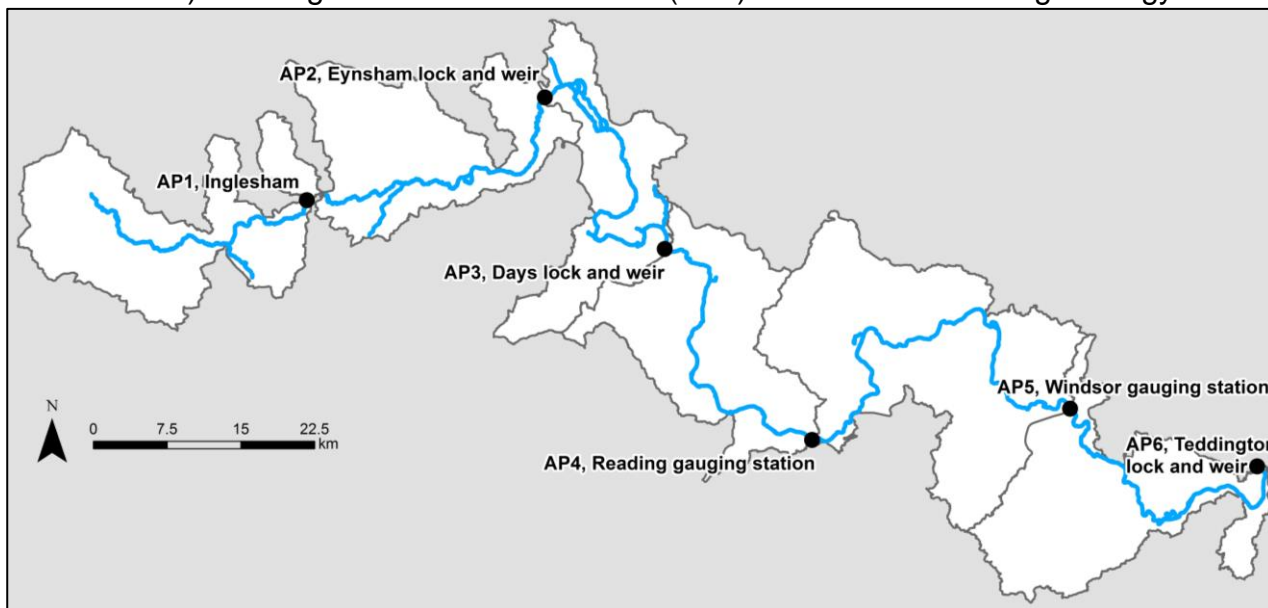 AP2, Eynsham lock and weir
AP1, Inglesham
AP3, Days lock and weir
AP5, Windsor gauging station
N
0 7.5 15 22.5
km
AP6, Teddington
lock and weir
AP4, Reading gauging station